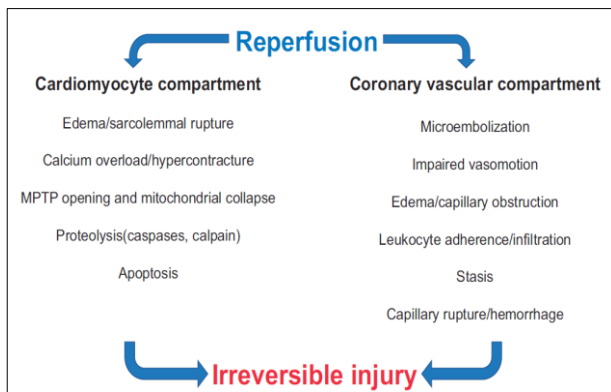 Reperfusion
Cardiomyocyte compartment
Edema/sarcolemmal rupture
Calcium overload/hypercontracture
MPTP opening and mitochondrial collapse
Proteolysis(caspases, calpain)
Apoptosis
Coronary vascular compartment
Microembolization
Impaired vasomotion
Edema/capillary obstruction
Leukocyte adherence/infiltration
Stasis
Capillary rupture/hemorrhage
Irreversible injury